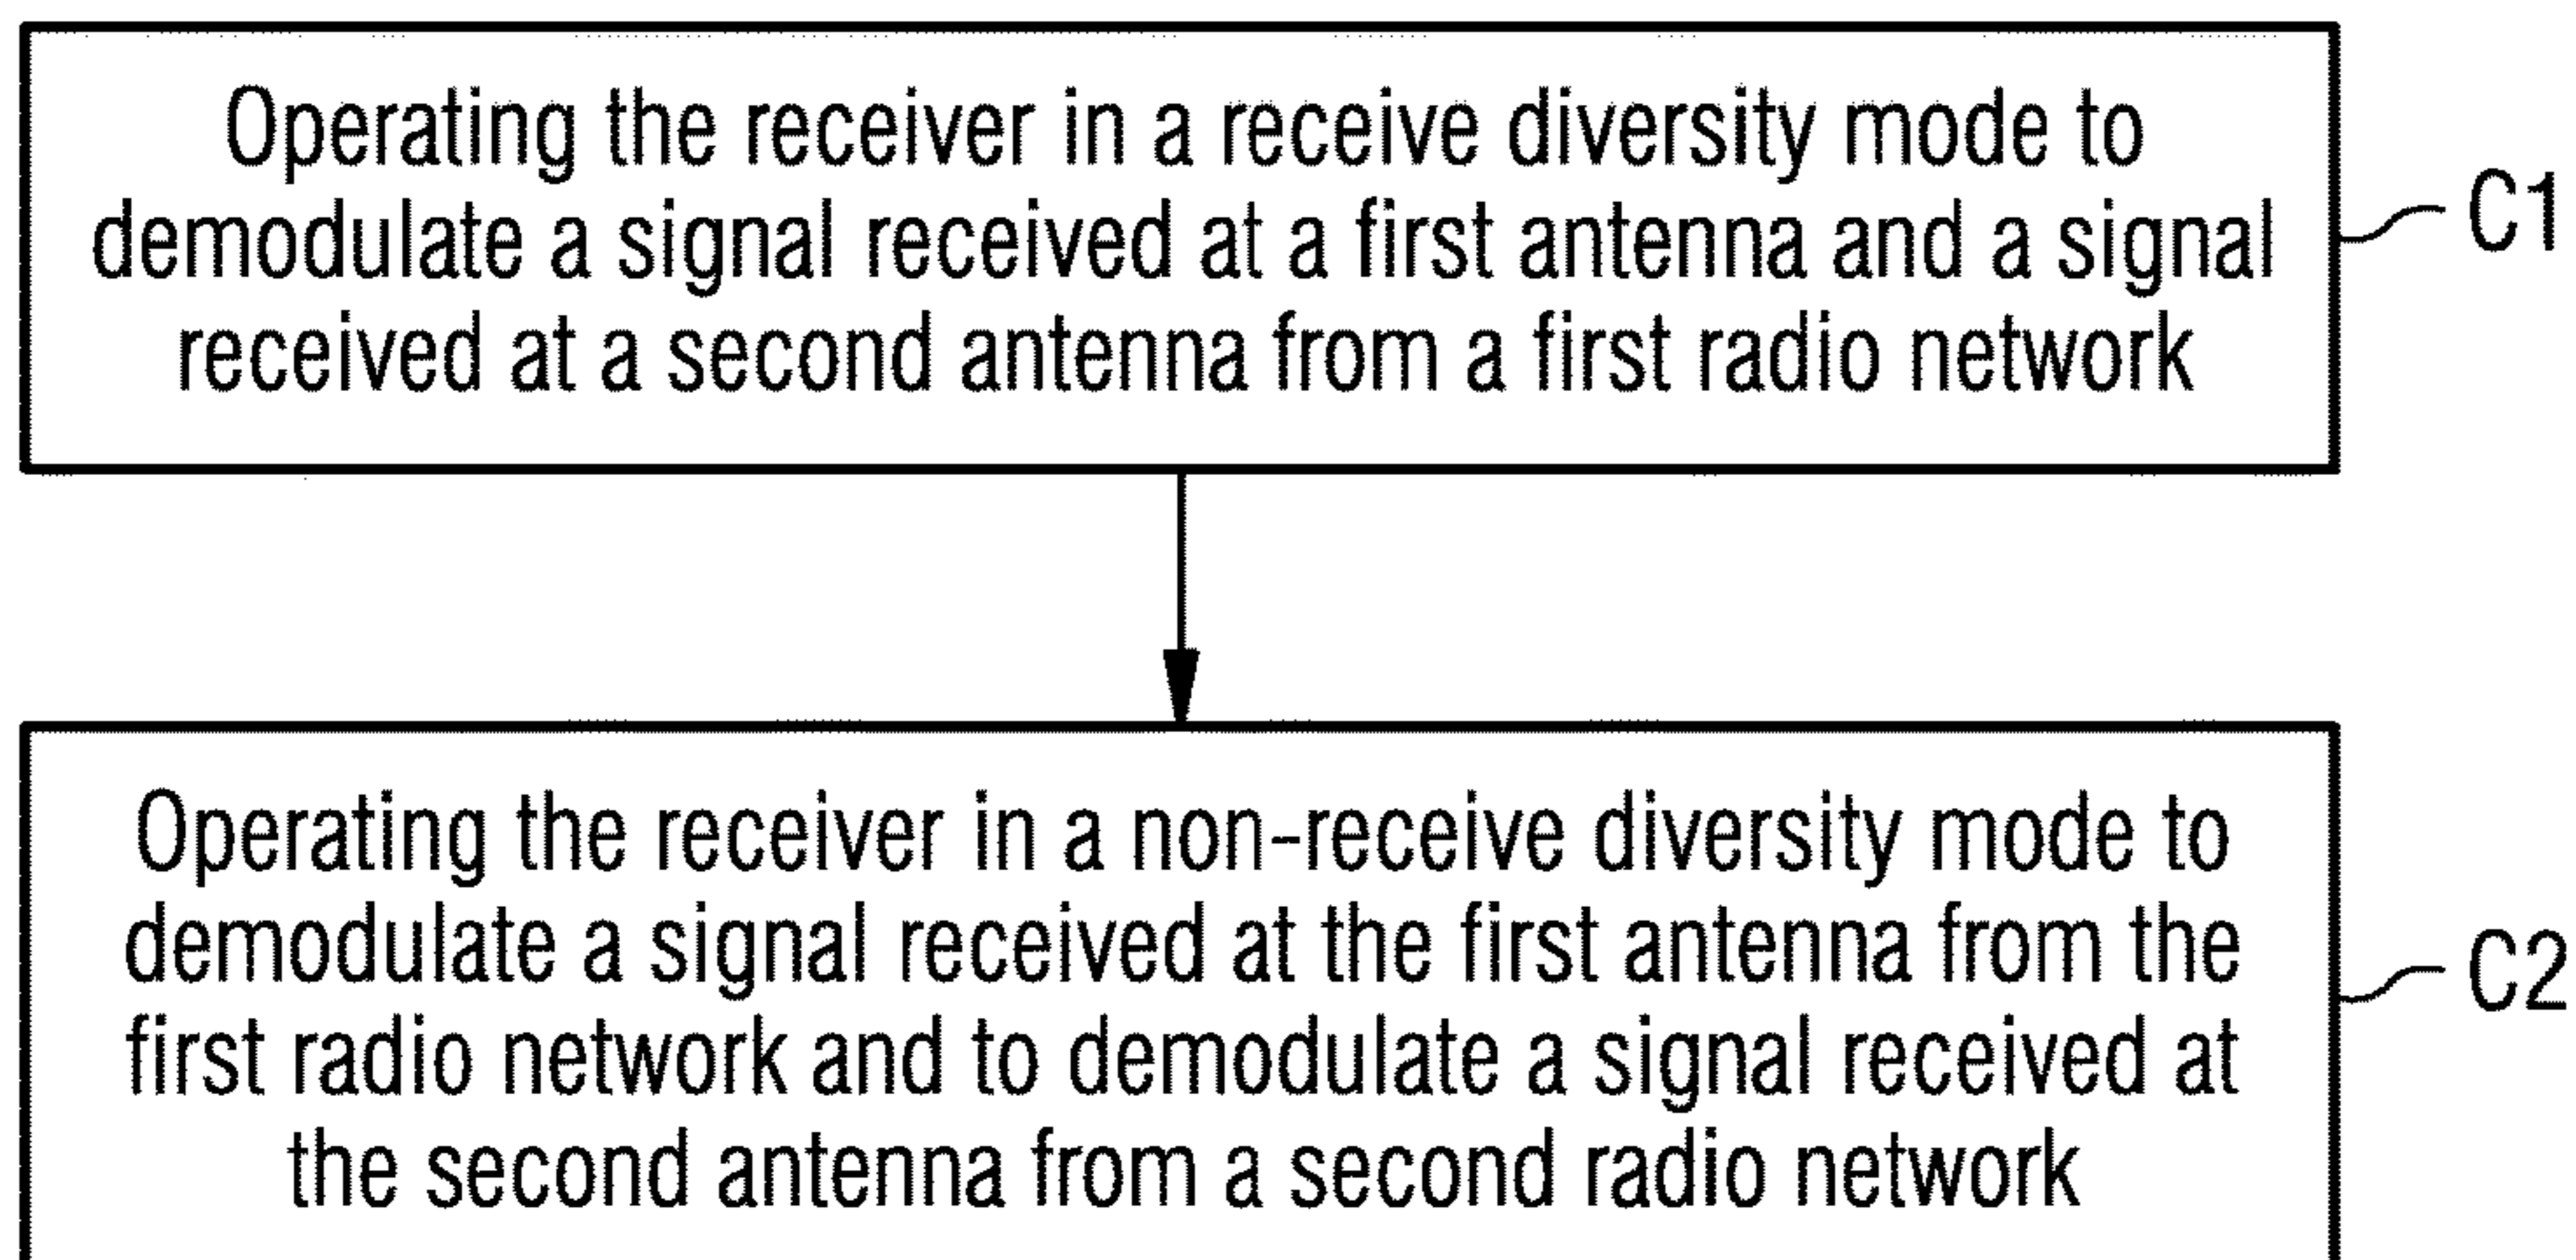 Operating the receiver in a receive diversity mode to
demodulate a signal received at a first antenna and a signal
received at a second antenna from a first radio network
C1
Operating the receiver in a non-receive diversity mode to
demodulate a signal received at the first antenna from the
first radio network and to demodulate a signal received at
the second antenna from a second radio network
C2